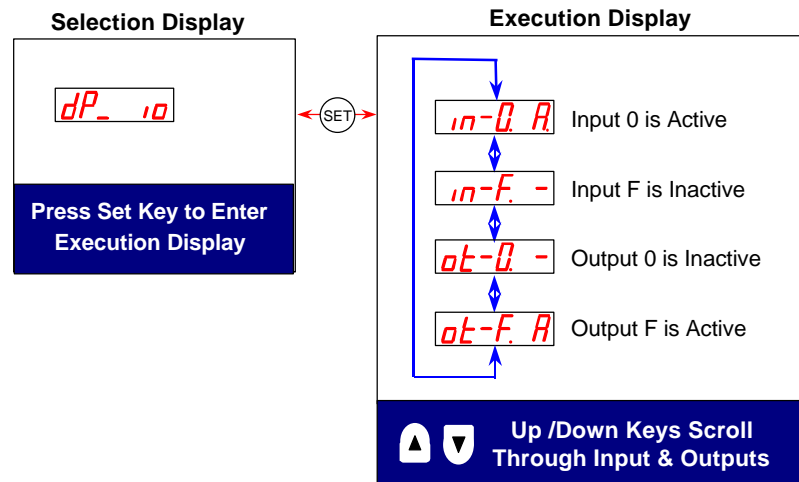 Selection Display
dP_ io
Press Set Key to Enter
Execution Display
SET
Execution Display
in-0. A. Input 0 is Active
in-F. - Input F is Inactive
ot-0. - Output 0 is Inactive
ot-F. A Output F is Active
Up /Down Keys Scroll
Through Input & Outputs